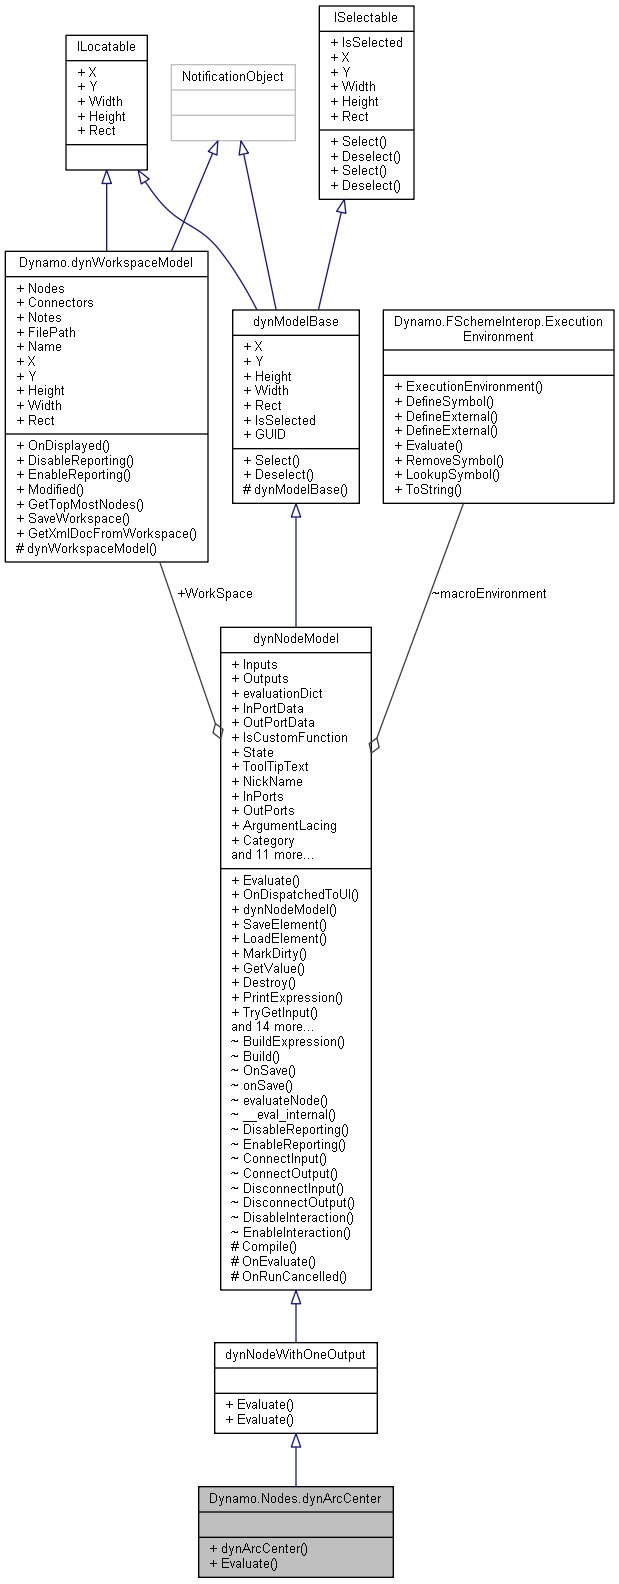 ILocatable
+ X
+ Y
+ Width
+ Height
+ Rect
NotificationObject
ISelectable
+ IsSelected
+ X
+ Y
+ Width
+ Height
+ Rect
+ Select()
+ Deselect()
+ Select()
+ Deselect()
Dynamo.dynWorkspaceModel
+ Nodes
+ Connectors
+ Notes
+ FilePath
+ Name
+ X
+ Y
+ Height
+ Width
+ Rect
+ OnDisplayed()
+ DisableReporting()
+ EnableReporting()
+ Modified()
+ GetTopMostNodes()
+ SaveWorkspace()
+ GetXmlDocFromWorkspace()
# dynWorkspaceModel()
dynModelBase
+ X
+ Y
+ Height
+ Width
+ Rect
+ IsSelected
+ GUID
+ Select()
+ Deselect()
# dynModelBase()
Dynamo.FSchemeInterop.Execution
Environment
+ ExecutionEnvironment()
+ DefineSymbol()
+ DefineExternal()
+ DefineExternal()
+ Evaluate()
+ RemoveSymbol()
+ LookupSymbol()
+ ToString()
+WorkSpace
~macroEnvironment
dynNodeModel
+ Inputs
+ Outputs
+ evaluationDict
+ InPortData
+ OutPortData
+ IsCustomFunction
+ State
+ ToolTipText
+ NickName
+ InPorts
+ OutPorts
+ ArgumentLacing
+ Category
and 11 more...
+ Evaluate()
+ OnDispatchedToUI()
+ dynNodeModel()
+ SaveElement()
+ LoadElement()
+ MarkDirty()
+ GetValue()
+ Destroy()
+ PrintExpression()
+ TryGetInput()
and 14 more...
~ BuildExpression()
~ Build()
~ OnSave()
~ onSave()
~ evaluateNode()
~ __eval_internal()
~ DisableReporting()
~ EnableReporting()
~ ConnectInput()
~ ConnectOutput()
~ DisconnectInput()
~ DisconnectOutput()
~ DisableInteraction()
~ EnableInteraction()
# Compile()
# OnEvaluate()
# OnRunCancelled()
dynNodeWithOneOutput
+ Evaluate()
+ Evaluate()
Dynamo.Nodes.dynArcCenter
+ dynArcCenter()
+ Evaluate()